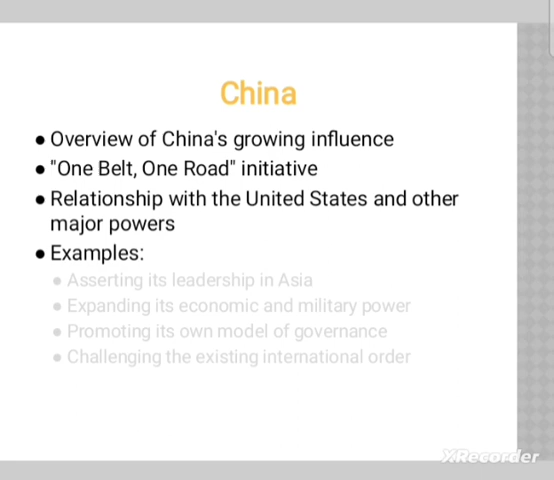 China
● Overview of China's growing influence
● "One Belt, One Road" initiative
● Relationship with the United States and other
major powers
● Examples:
● Asserting its leadership in Asia
● Expanding its economic and military power
● Promoting its own model of governance
● Challenging the existing international order
XRecorder